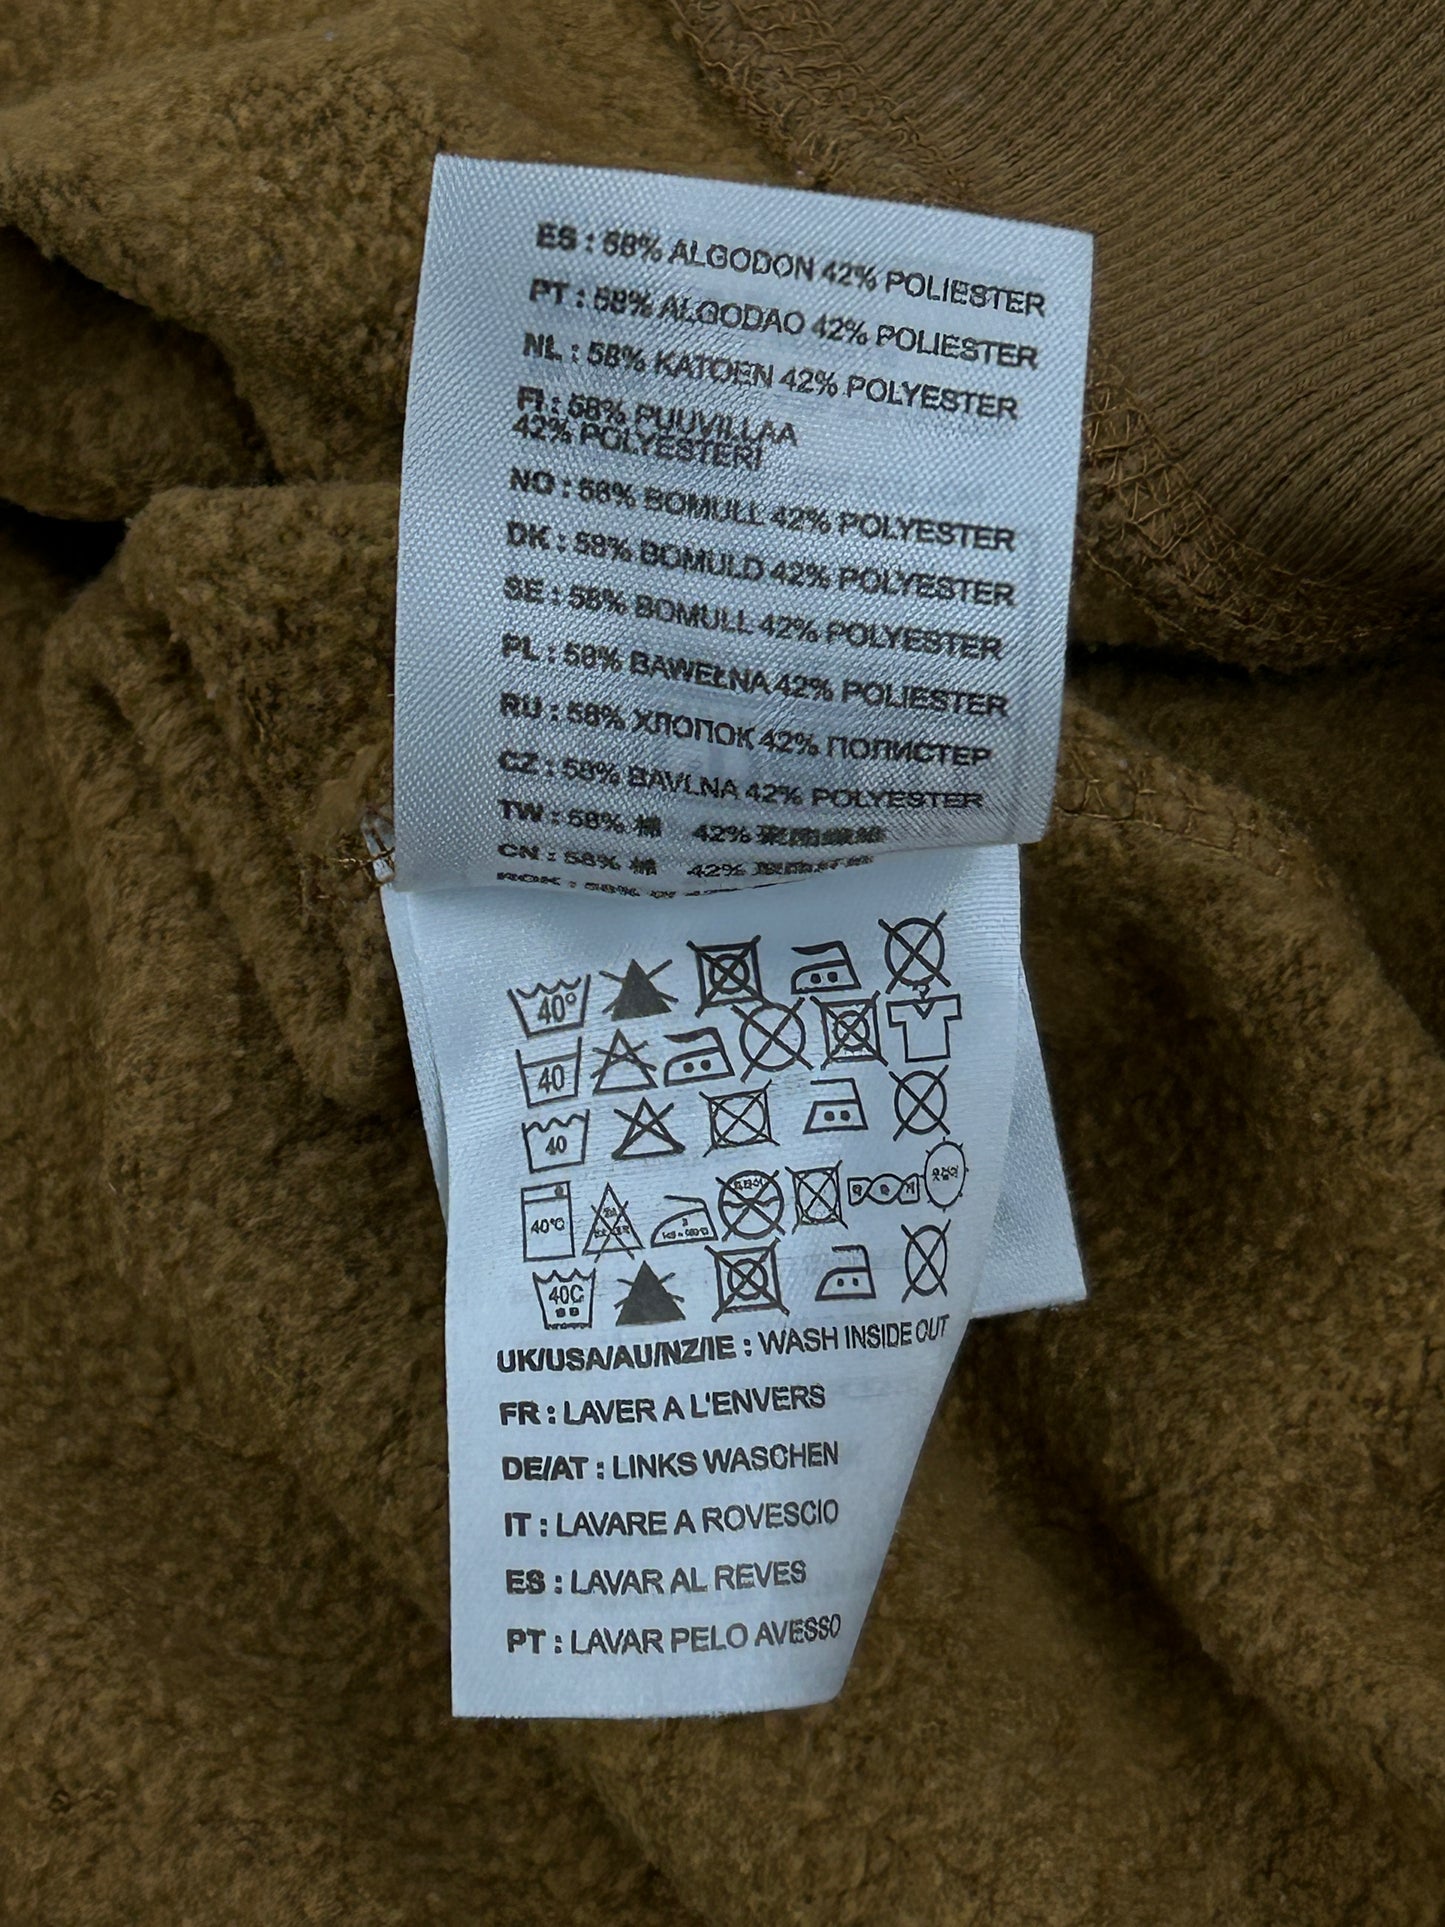 ES : 58% ALGODON 42% POLIESTER
PT : 58% ALGODAO 42% POLIESTER
NL : 58% KATOEN 42% POLYESTER
FI : 58% PUUVILLAA
42% POLYESTERI
NO : 58% BOMULL 42% POLYESTER
DK : 58% BOMULD 42% POLYESTER
SE : 58% BOMULL 42% POLYESTER
PL : 58% BAWEŁNA 42% POLIESTER
RU : 58% ХЛОПОК 42% ПОЛИСТЕР
CZ : 58% BAVLNA 42% POLYESTER
TW : 58% 棉 42%
CN : 58% 棉 42%
40°
40
40
40°C
40C
UK/USA/AU/NZ/IE : WASH INSIDE OUT
FR : LAVER A L'ENVERS
DE/AT : LINKS WASCHEN
IT : LAVARE A ROVESCIO
ES : LAVAR AL REVES
PT : LAVAR PELO AVESSO